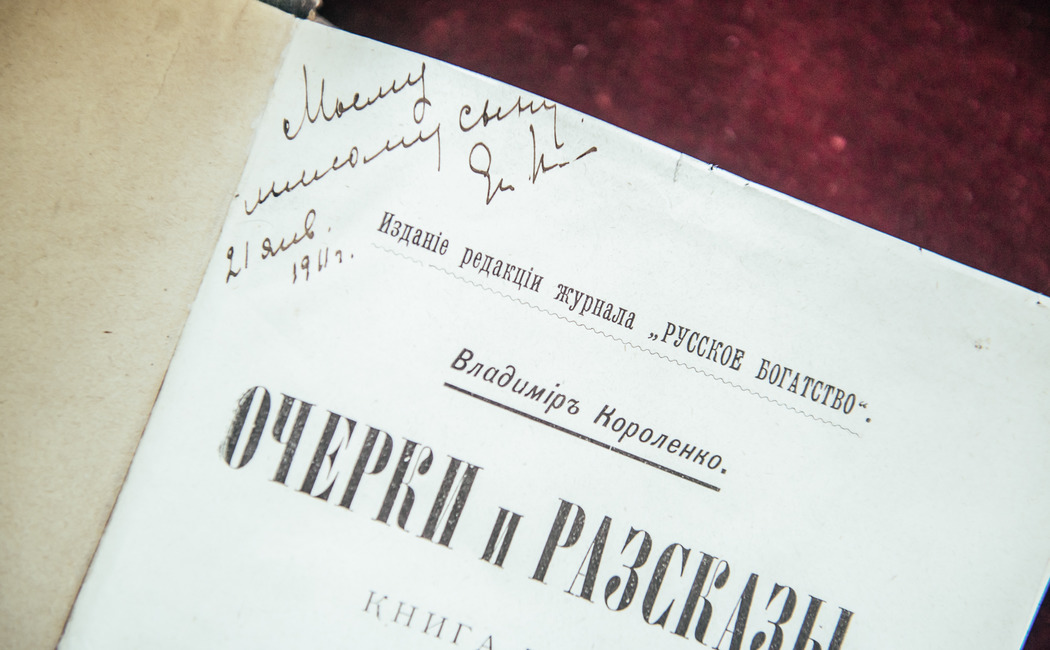 Моему
милому сыну.
21 янв.
1911 г.
Изданіе редакціи журнала „РУССКОЕ БОГАТСТВО“.
Владиміръ Короленко.
ОЧЕРКИ и РАЗСКАЗЫ
КНИГА